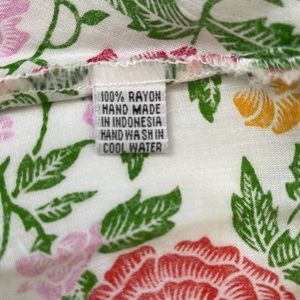 100% RAYON
HAND MADE
IN INDONESIA
HAND WASH IN
COOL WATER